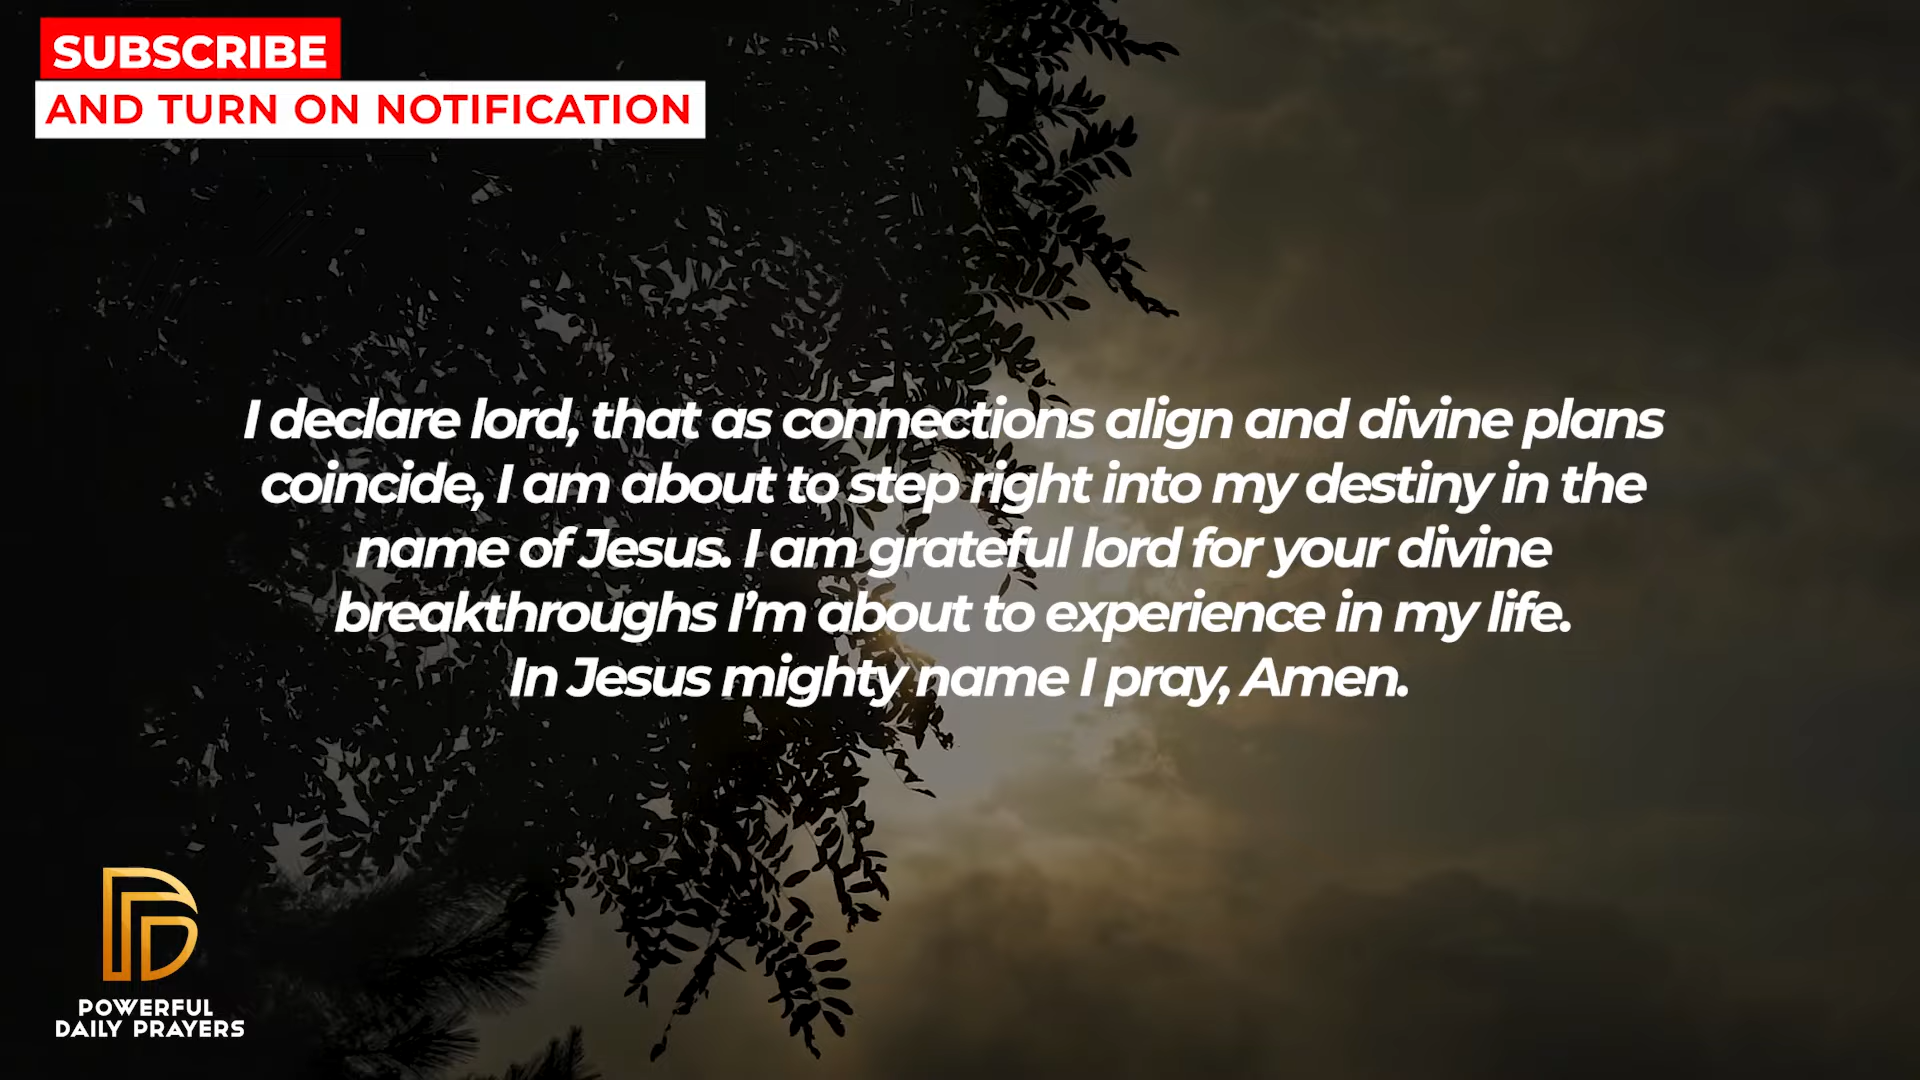 SUBSCRIBE
AND TURN ON NOTIFICATION
I declare lord, that as connections align and divine plans
coincide, I am about to step right into my destiny in the
name of Jesus. I am grateful lord for your divine
breakthroughs I’m about to experience in my life.
In Jesus mighty name I pray, Amen.
POWERFUL
DAILY PRAYERS